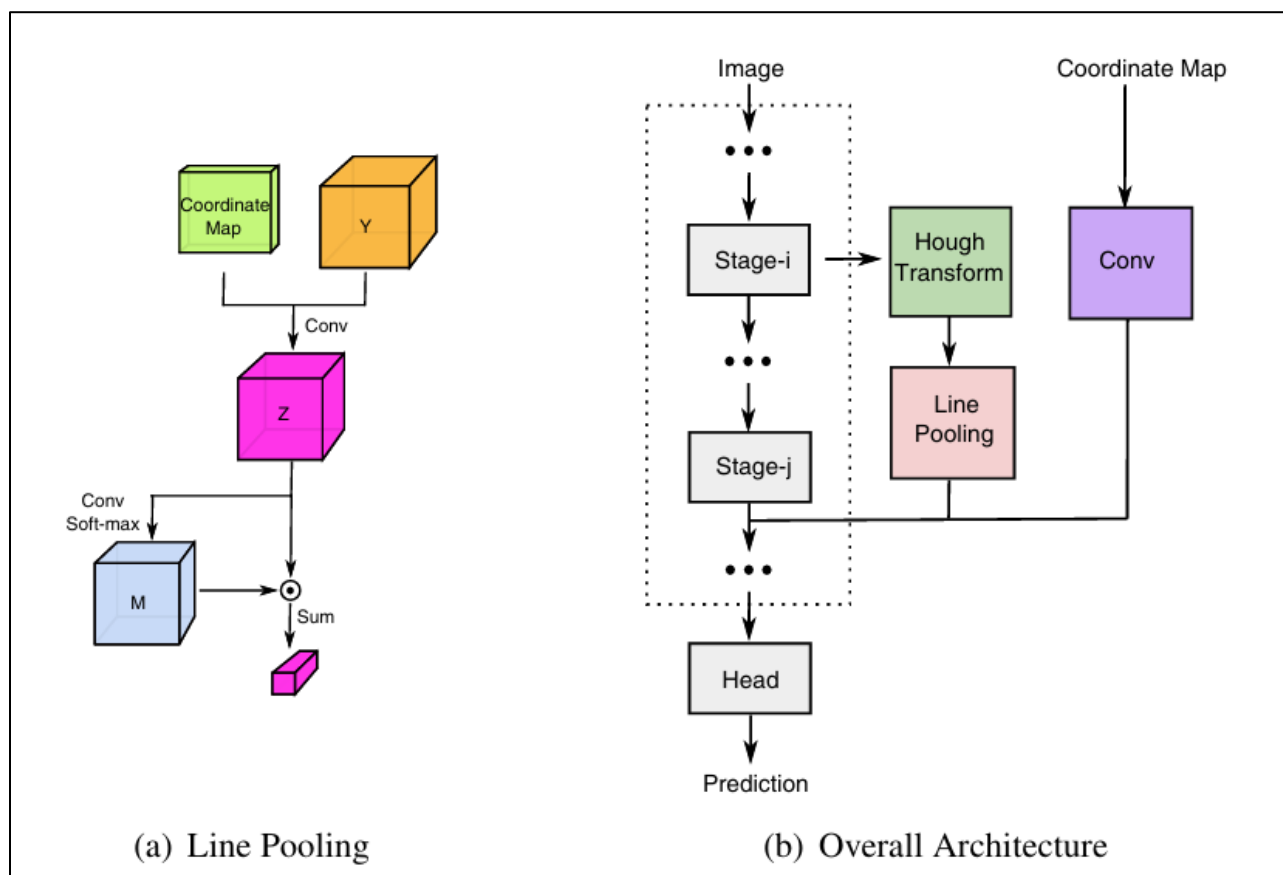 Coordinate
Map
Y
Conv
Z
Conv
Soft-max
M
Sum
(a) Line Pooling
Image
Coordinate Map
Stage-i
Hough
Transform
Conv
Line
Pooling
Stage-j
Head
Prediction
(b) Overall Architecture